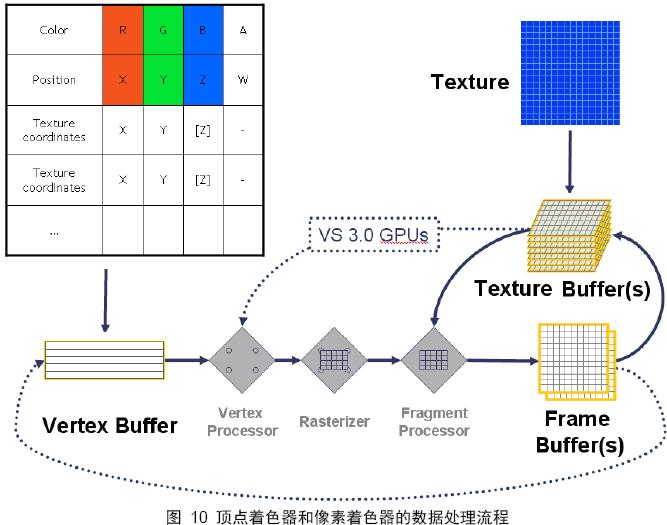 Color R G B A
Position X Y Z W
Texture
coordinates X Y [Z] -
Texture
coordinates X Y [Z] -
...
Texture
VS 3.0 GPUs
Texture Buffer(s)
Vertex Buffer
Vertex
Processor
Rasterizer
Fragment
Processor
Frame
Buffer(s)
图 10 顶点着色器和像素着色器的数据处理流程